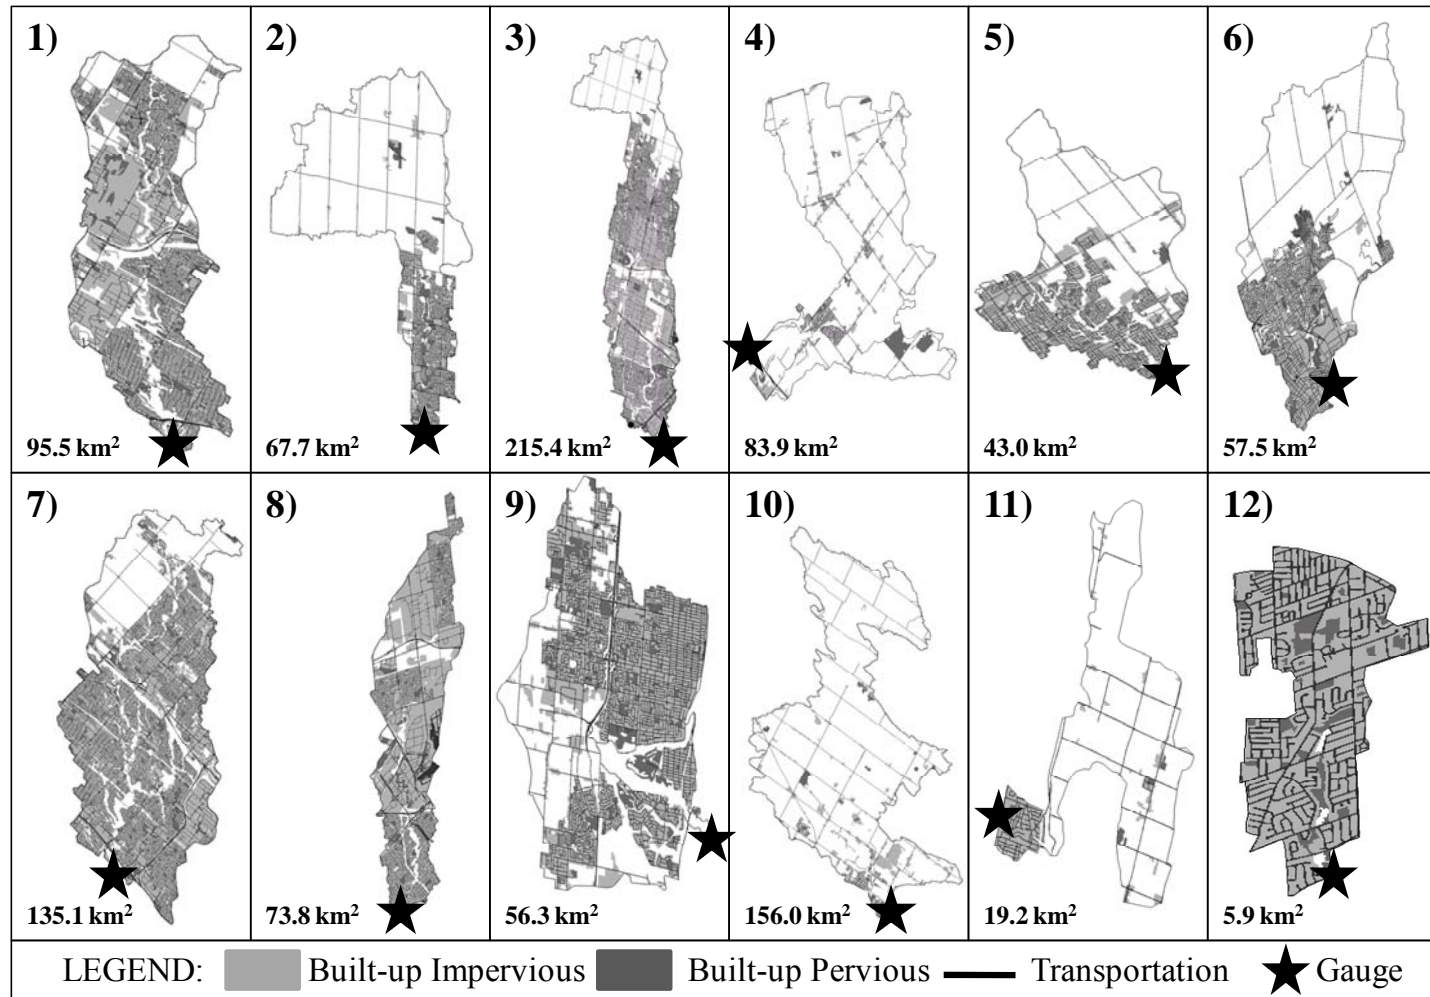 1) 2) 3) 4) 5) 6)
95.5 km² 67.7 km² 215.4 km² 83.9 km² 43.0 km² 57.5 km²
7) 8) 9) 10) 11) 12)
135.1 km² 73.8 km² 56.3 km² 156.0 km² 19.2 km² 5.9 km²
LEGEND: Built-up Impervious Built-up Pervious Transportation Gauge